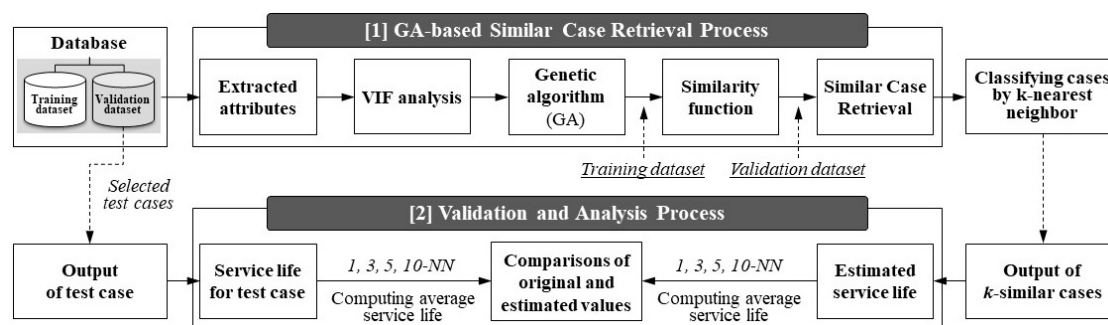 [1] GA-based Similar Case Retrieval Process
Database
Training
dataset
Validation
dataset
Extracted
attributes
VIF analysis
Genetic
algorithm
(GA)
Similarity
function
Similar Case
Retrieval
Classifying cases
by k-nearest
neighbor
Training dataset
Validation dataset
Selected
test cases
[2] Validation and Analysis Process
Output
of test case
Service life
for test case
1, 3, 5, 10-NN
Computing average
service life
Comparisons of
original and
estimated values
1, 3, 5, 10-NN
Computing average
service life
Estimated
service life
Output of
k-similar cases